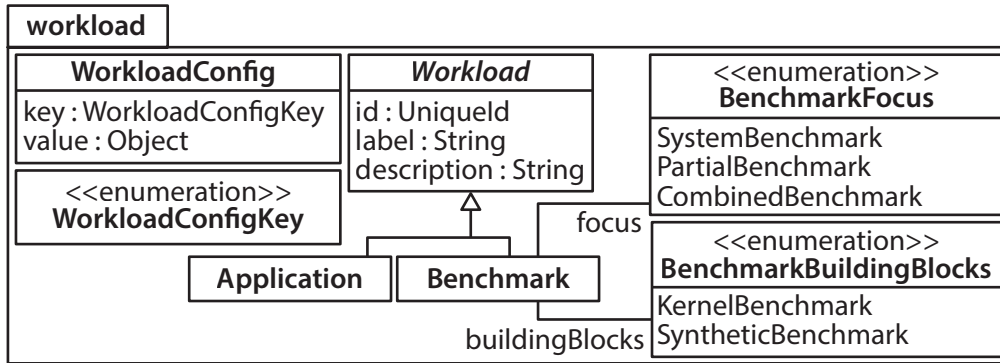 workload
WorkloadConfig
key : WorkloadConfigKey
value : Object
<<enumeration>>
WorkloadConfigKey
Workload
id : UniqueId
label : String
description : String
Application
Benchmark
focus
buildingBlocks
<<enumeration>>
BenchmarkFocus
SystemBenchmark
PartialBenchmark
CombinedBenchmark
<<enumeration>>
BenchmarkBuildingBlocks
KernelBenchmark
SyntheticBenchmark